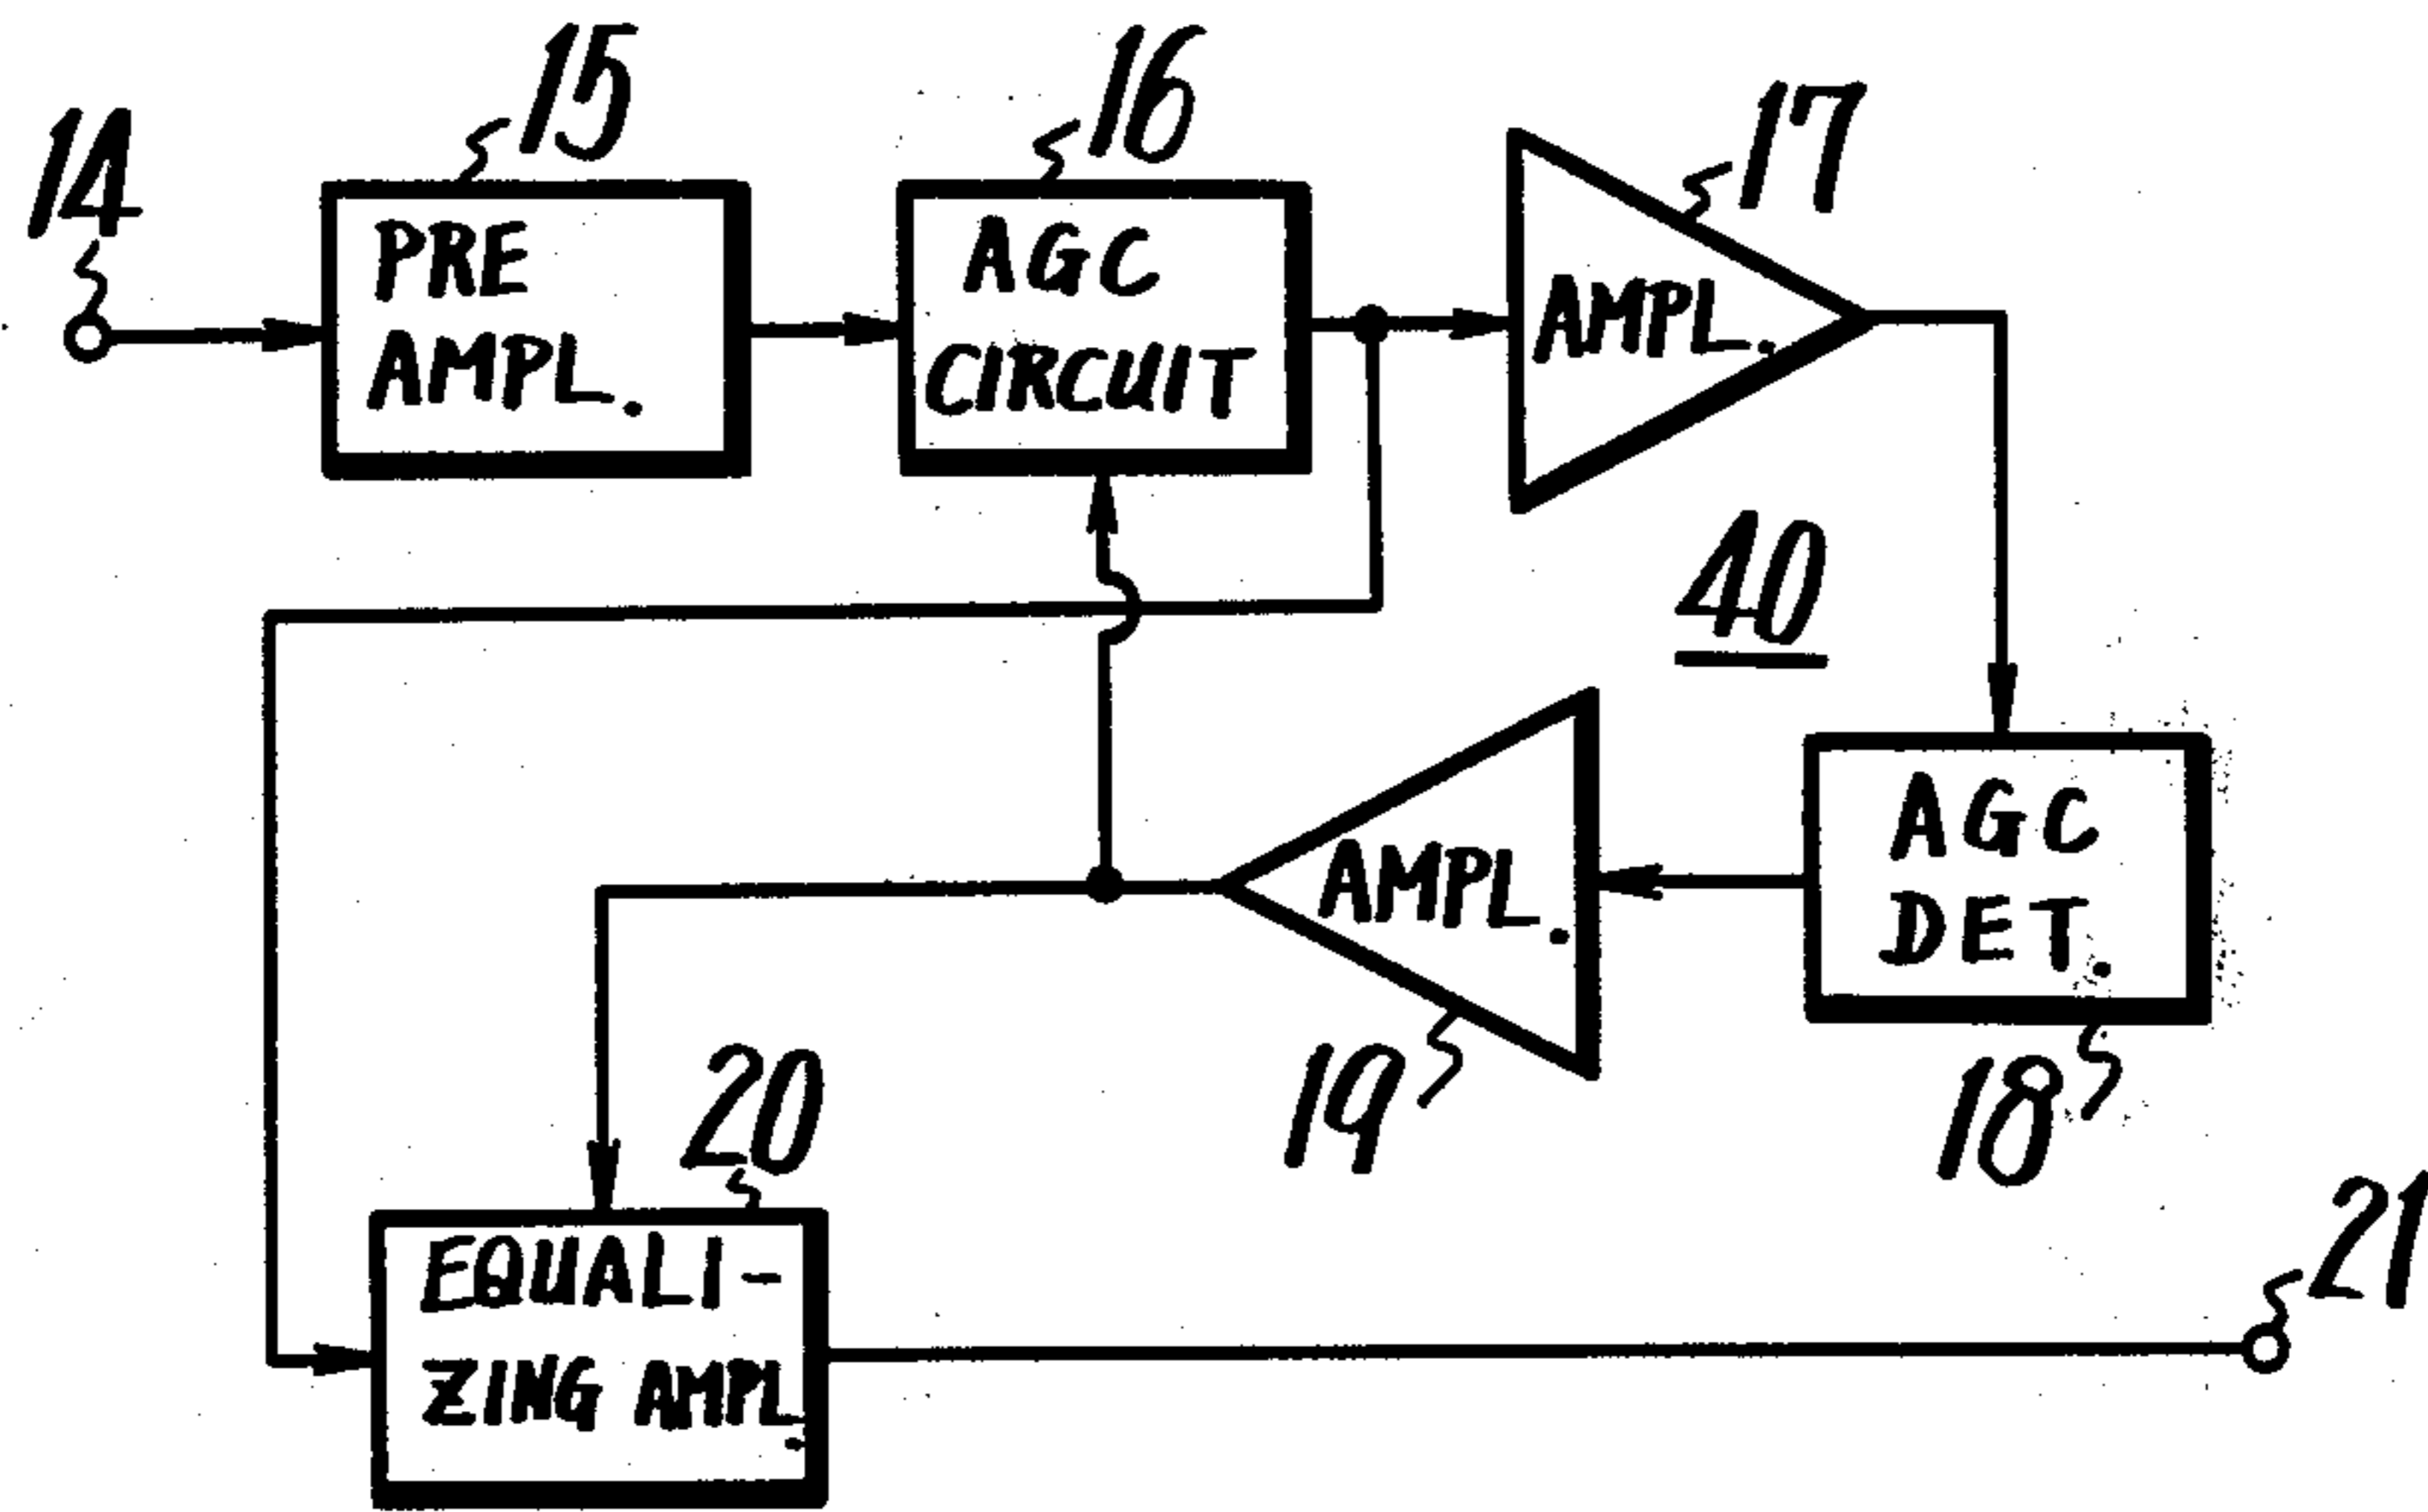 14
15
PRE
AMPL.
16
AGC
CIRCUIT
17
AMPL.
40
AGC
DET.
18
AMPL.
19
20
EQUALI-
ZING AMPL.
21